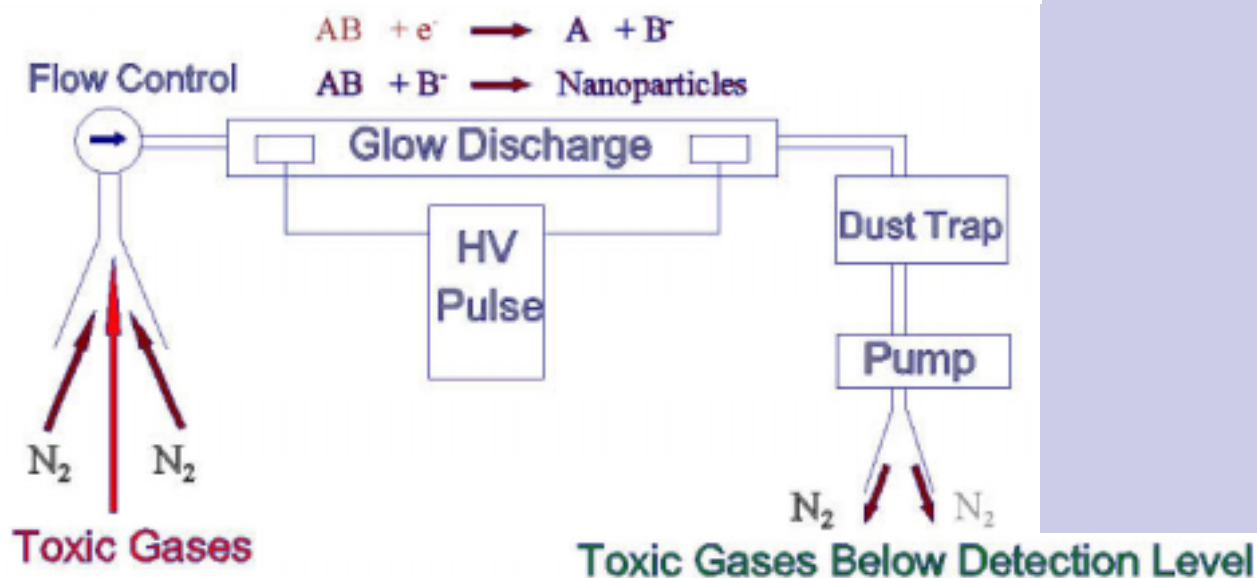 AB + e⁻ → A + B⁻
AB + B⁻ → Nanoparticles
Flow Control
Glow Discharge
HV
Pulse
Dust Trap
Pump
N₂ N₂
N₂ N₂
Toxic Gases
Toxic Gases Below Detection Level